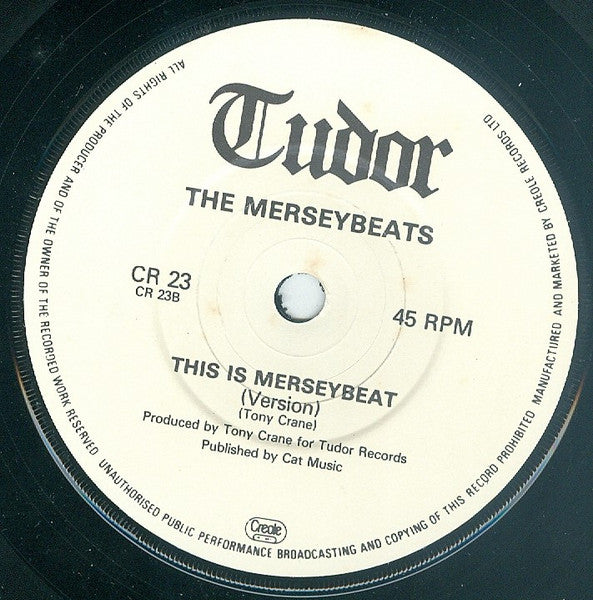 Tudor
THE MERSEYBEATS
CR 23
CR 23B
45 RPM
THIS IS MERSEYBEAT
(Version)
(Tony Crane)
Produced by Tony Crane for Tudor Records
Published by Cat Music
Creole
ALL RIGHTS OF THE PRODUCER AND OF THE OWNER OF THE RECORDED WORK RESERVED UNAUTHORISED PUBLIC PERFORMANCE BROADCASTING AND COPYING OF THIS RECORD PROHIBITED MANUFACTURED AND MARKETED BY CREOLE RECORDS LTD